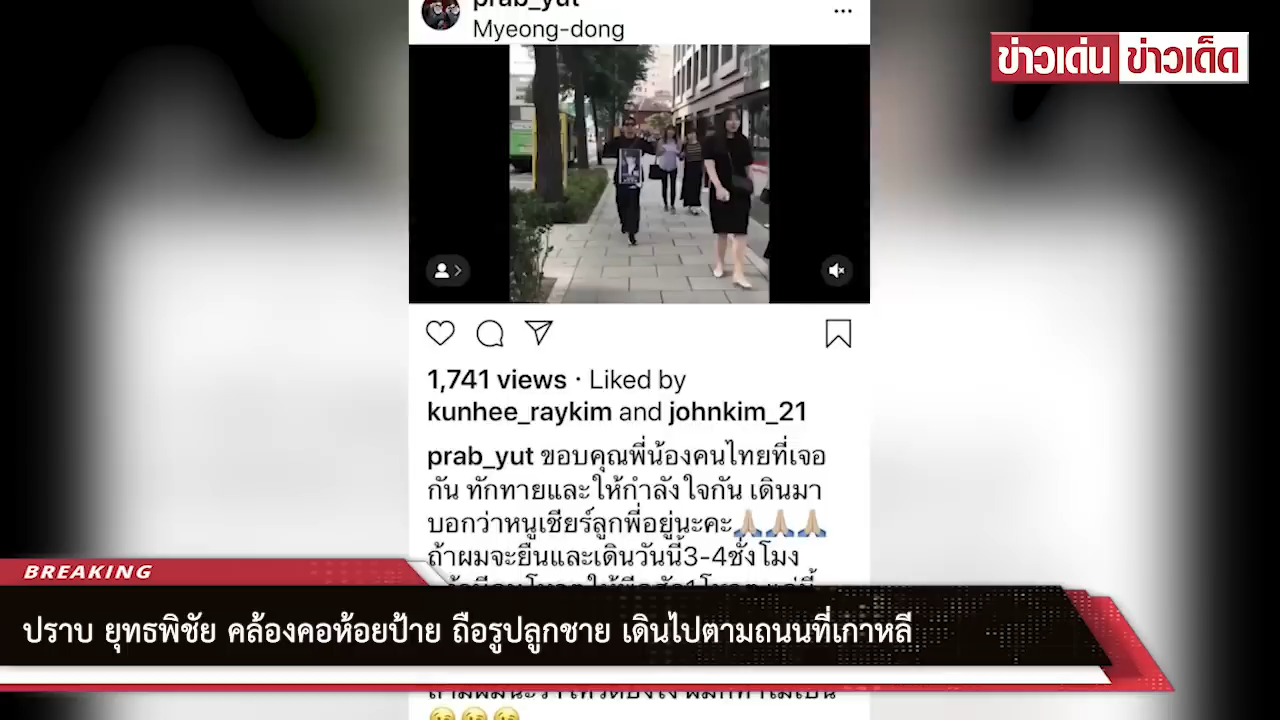 prab_yut
Myeong-dong
ข่าวเด่น ข่าวเด็ด
1,741 views · Liked by
kunhee_raykim and johnkim_21
prab_yut ขอบคุณพี่น้องคนไทยที่เจอ
กัน ทักทายและให้กำลังใจกัน เดินมา
บอกว่าหนูเชียร์ลูกพี่อยู่นะคะ🙏🏼🙏🏼🙏🏼
ถ้าผมจะยืนและเดินวันนี้3-4ชั่งโมง
BREAKING
ปราบ ยุทธพิชัย คล้องคอห้อยป้าย ถือรูปลูกชาย เดินไปตามถนนที่เกาหลี